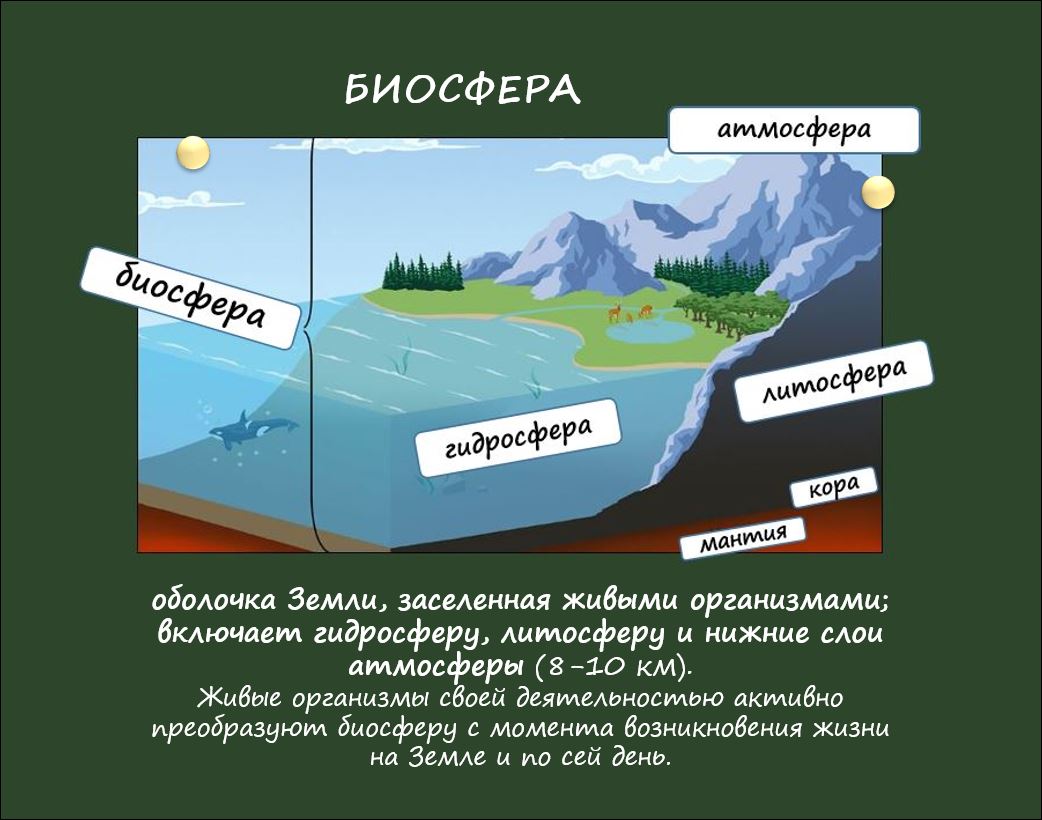 БИОСФЕРА
атмосфера
биосфера
литосфера
гидросфера
кора
мантия
оболочка Земли, заселенная живыми организмами;
включает гидросферу, литосферу и нижние слои
атмосферы (8-10 км).
Живые организмы своей деятельностью активно
преобразуют биосферу с момента возникновения жизни
на Земле и по сей день.